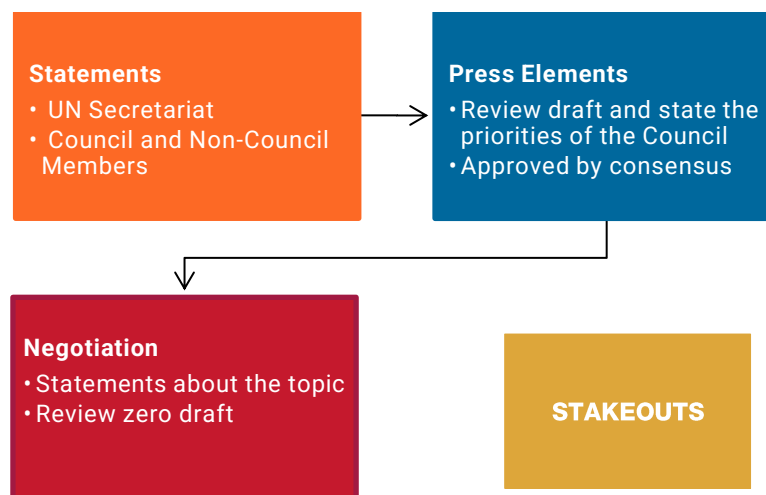 Statements
• UN Secretariat
• Council and Non-Council
Members
Press Elements
• Review draft and state the
priorities of the Council
• Approved by consensus
Negotiation
• Statements about the topic
• Review zero draft
STAKEOUTS